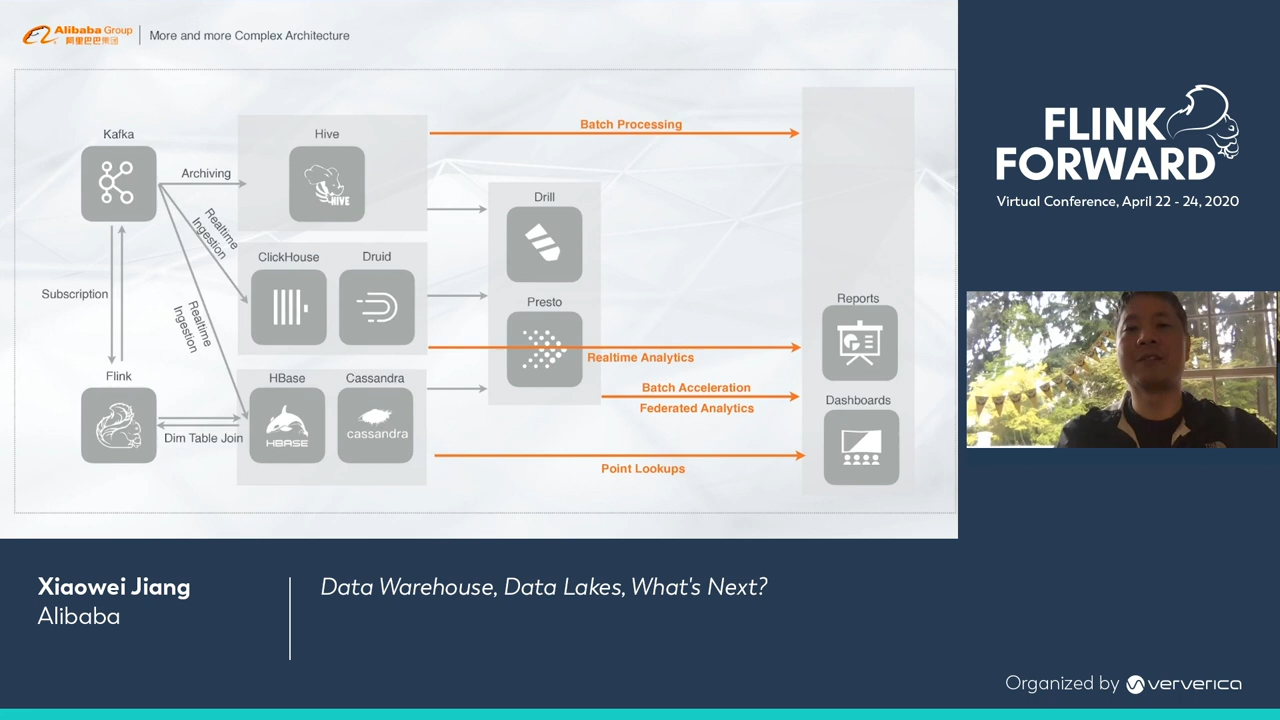 Alibaba Group
阿里巴巴集团
More and more Complex Architecture
Kafka
Hive
Batch Processing
Archiving
HIVE
Drill
Realtime
Ingestion
ClickHouse
Druid
Subscription
Realtime
Ingestion
Presto
Reports
Realtime Analytics
Flink
HBase
Cassandra
Batch Acceleration
Federated Analytics
Dashboards
HBASE
cassandra
Dim Table Join
Point Lookups
FLINK
FORWARD
Virtual Conference, April 22 - 24, 2020
Xiaowei Jiang
Alibaba
Data Warehouse, Data Lakes, What's Next?
Organized by ververica